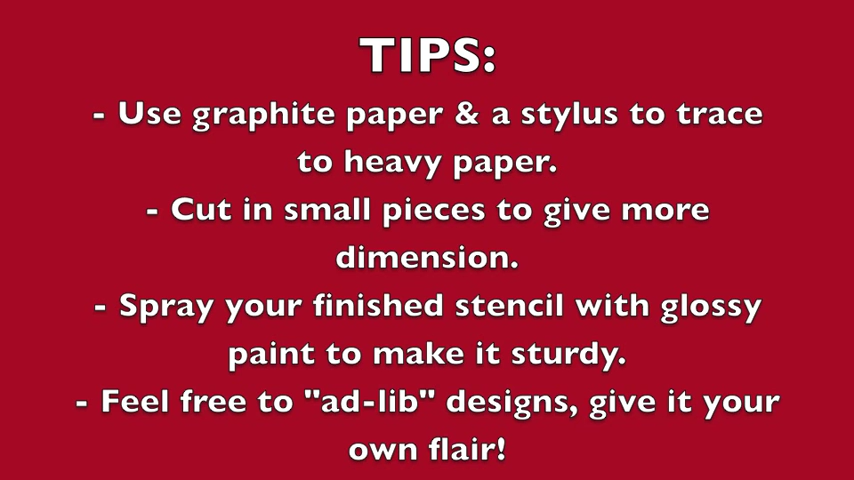 TIPS:
- Use graphite paper & a stylus to trace
to heavy paper.
- Cut in small pieces to give more
dimension.
- Spray your finished stencil with glossy
paint to make it sturdy.
- Feel free to "ad-lib" designs, give it your
own flair!